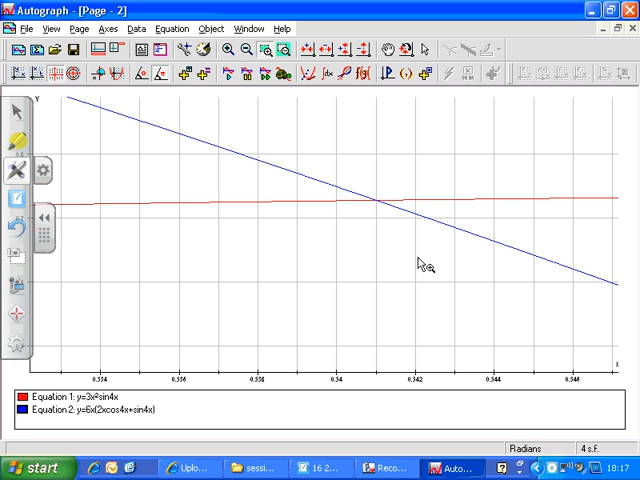 Autograph - [Page - 2]
File View Page Axes Data Equation Object Window Help
Y
x
0.334 0.336 0.338 0.34 0.342 0.344 0.346
Equation 1: y=3x²sin4x
Equation 2: y=6x(2xcos4x+sin4x)
Radians 4 s.f.
start Uplo... sessi... 16 2... Reco... Auto... 18:17